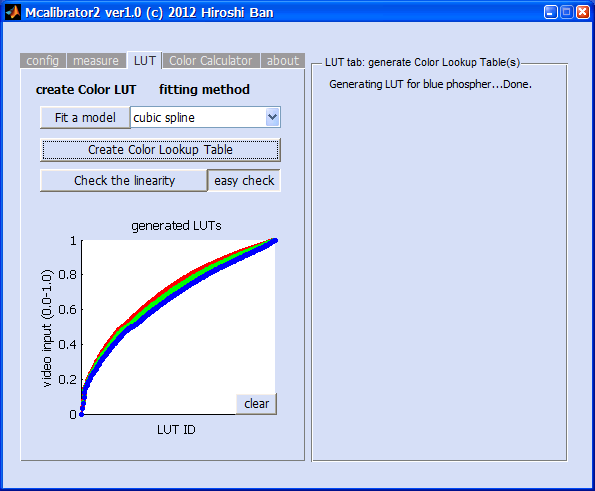 Mcalibrator2 ver1.0 (c) 2012 Hiroshi Ban
config measure LUT Color Calculator about
create Color LUT fitting method
Fit a model cubic spline
Create Color Lookup Table
Check the linearity easy check
generated LUTs
video input (0.0-1.0)
1
0.8
0.6
0.4
0.2
0
clear
LUT ID
LUT tab: generate Color Lookup Table(s)
Generating LUT for blue phospher...Done.